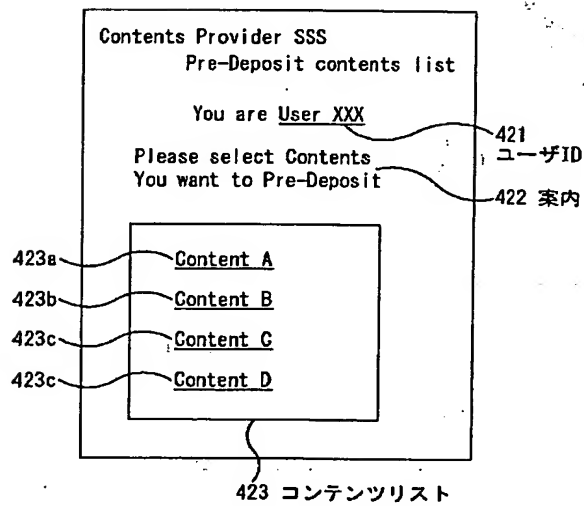 Contents Provider SSS
Pre-Deposit contents list
You are User XXX
421
ユーザID
Please select Contents
You want to Pre-Deposit
422 案内
423a
Content A
423b
Content B
423c
Content C
423c
Content D
423 コンテンツリスト